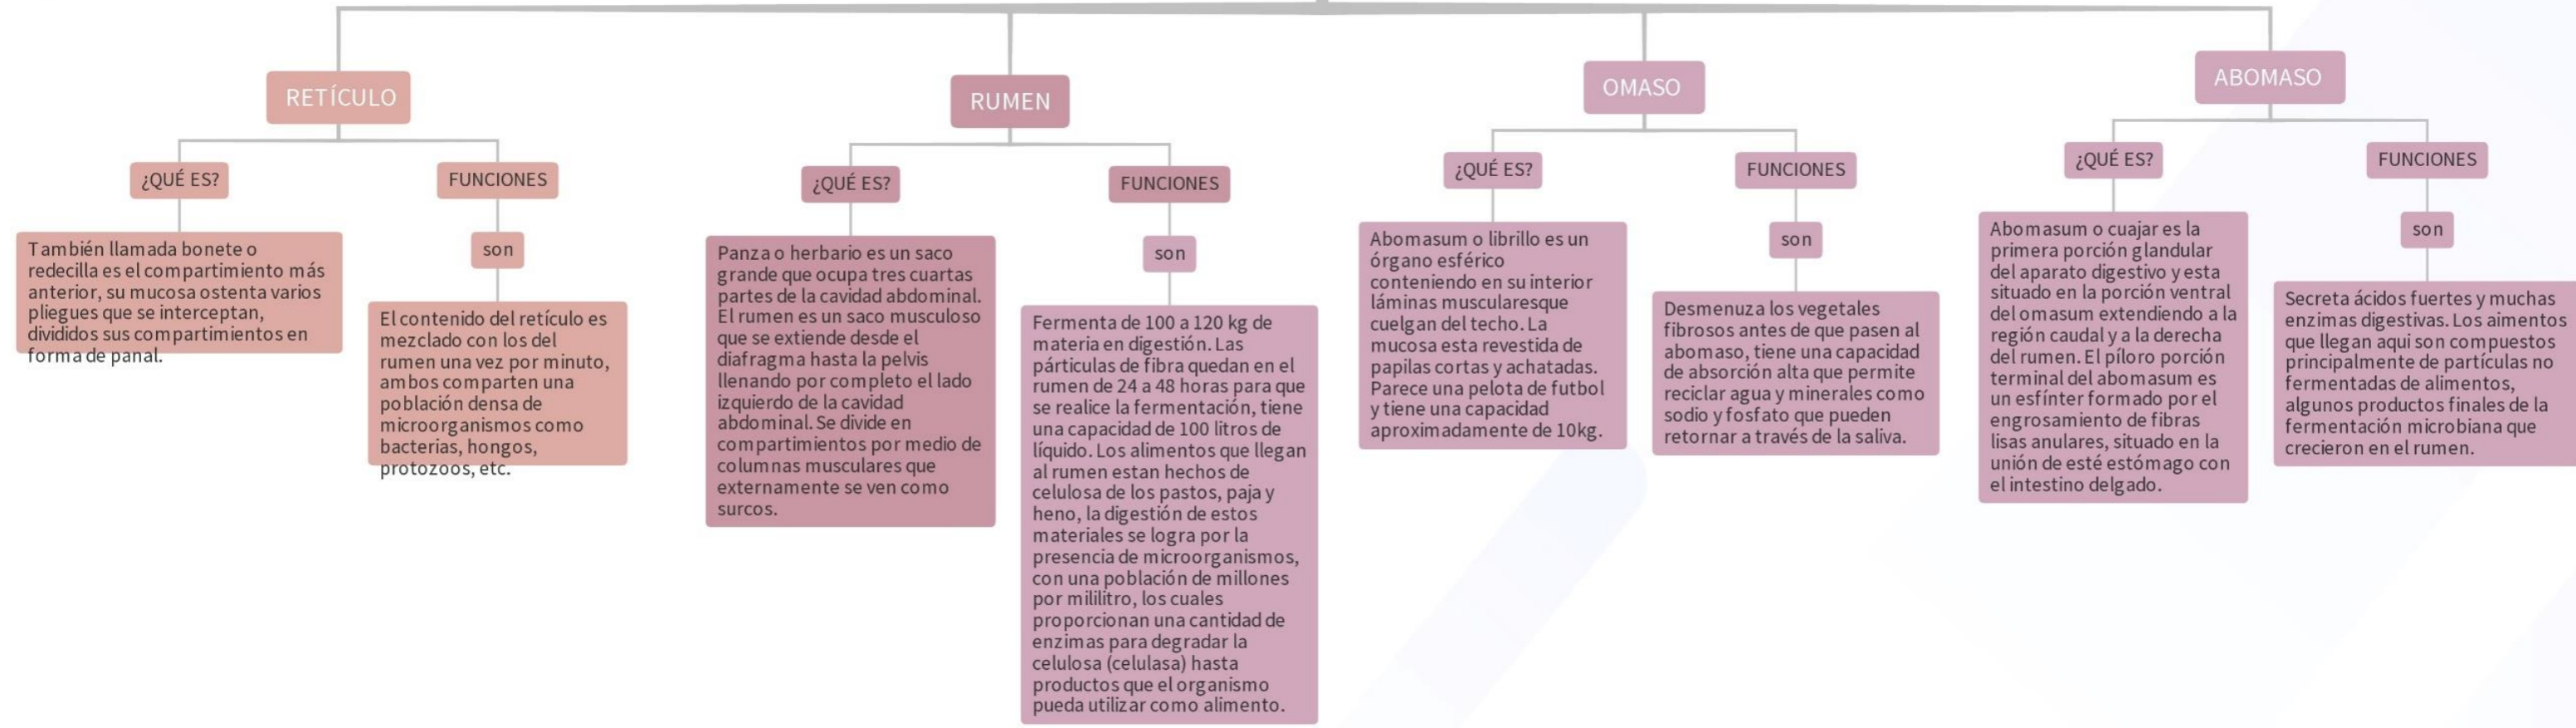 RETÍCULO
¿QUÉ ES?
También llamada bonete o
redecilla es el compartimiento más
anterior, su mucosa ostenta varios
pliegues que se interceptan,
divididos sus compartimientos en
forma de panal.
FUNCIONES
son
El contenido del retículo es
mezclado con los del
rumen una vez por minuto,
ambos comparten una
población densa de
microorganismos como
bacterias, hongos,
protozoos, etc.
RUMEN
¿QUÉ ES?
Panza o herbario es un saco
grande que ocupa tres cuartas
partes de la cavidad abdominal.
El rumen es un saco musculoso
que se extiende desde el
diafragma hasta la pelvis
llenando por completo el lado
izquierdo de la cavidad
abdominal. Se divide en
compartimientos por medio de
columnas musculares que
externamente se ven como
surcos.
FUNCIONES
son
Fermenta de 100 a 120 kg de
materia en digestión. Las
párticulas de fibra quedan en el
rumen de 24 a 48 horas para que
se realice la fermentación, tiene
una capacidad de 100 litros de
líquido. Los alimentos que llegan
al rumen estan hechos de
celulosa de los pastos, paja y
heno, la digestión de estos
materiales se logra por la
presencia de microorganismos,
con una población de millones
por mililitro, los cuales
proporcionan una cantidad de
enzimas para degradar la
celulosa (celulasa) hasta
productos que el organismo
pueda utilizar como alimento.
OMASO
¿QUÉ ES?
Abomasum o librillo es un
órgano esférico
conteniendo en su interior
láminas muscularesque
cuelgan del techo. La
mucosa esta revestida de
papilas cortas y achatadas.
Parece una pelota de futbol
y tiene una capacidad
aproximadamente de 10kg.
FUNCIONES
son
Desmenuza los vegetales
fibrosos antes de que pasen al
abomaso, tiene una capacidad
de absorción alta que permite
reciclar agua y minerales como
sodio y fosfato que pueden
retornar a través de la saliva.
ABOMASO
¿QUÉ ES?
Abomasum o cuajar es la
primera porción glandular
del aparato digestivo y esta
situado en la porción ventral
del omasum extendiendo a la
región caudal y a la derecha
del rumen. El píloro porción
terminal del abomasum es
un esfínter formado por el
engrosamiento de fibras
lisas anulares, situado en la
unión de esté estómago con
el intestino delgado.
FUNCIONES
son
Secreta ácidos fuertes y muchas
enzimas digestivas. Los aimentos
que llegan aqui son compuestos
principalmente de partículas no
fermentadas de alimentos,
algunos productos finales de la
fermentación microbiana que
crecieron en el rumen.